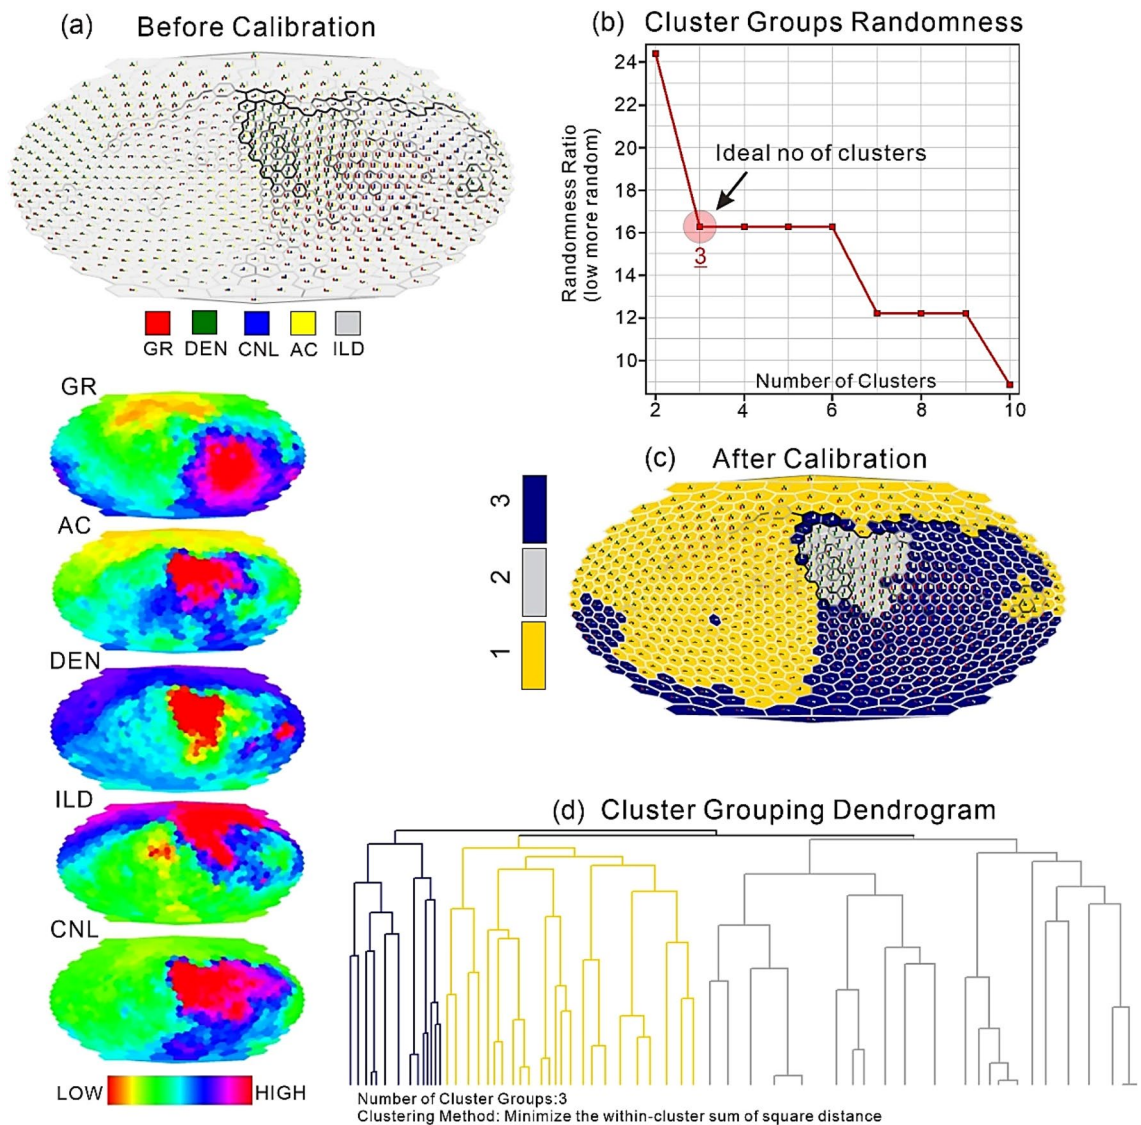 (a) Before Calibration
GR DEN CNL AC ILD
(b) Cluster Groups Randomness
Randomness Ratio
(low more random)
24
22
20
18
16
14
12
10
Ideal no of clusters
3
Number of Clusters
2 4 6 8 10
GR
AC
DEN
ILD
CNL
LOW HIGH
(c) After Calibration
3
2
1
(d) Cluster Grouping Dendrogram
Number of Cluster Groups:3
Clustering Method: Minimize the within-cluster sum of square distance